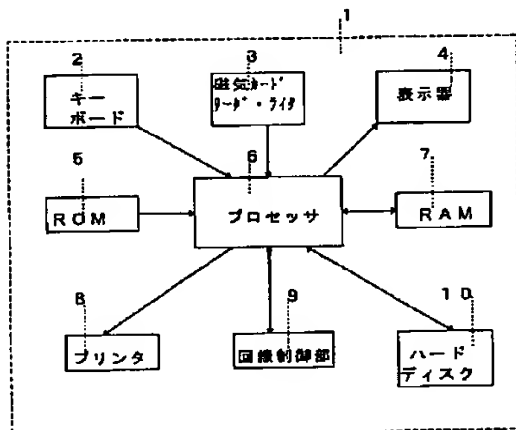 1
2
3
4
キー
ボード
磁気カード
リーダ・ライタ
表示器
5
6
7
ROM
プロセッサ
RAM
8
9
10
プリンタ
回線制御部
ハード
ディスク